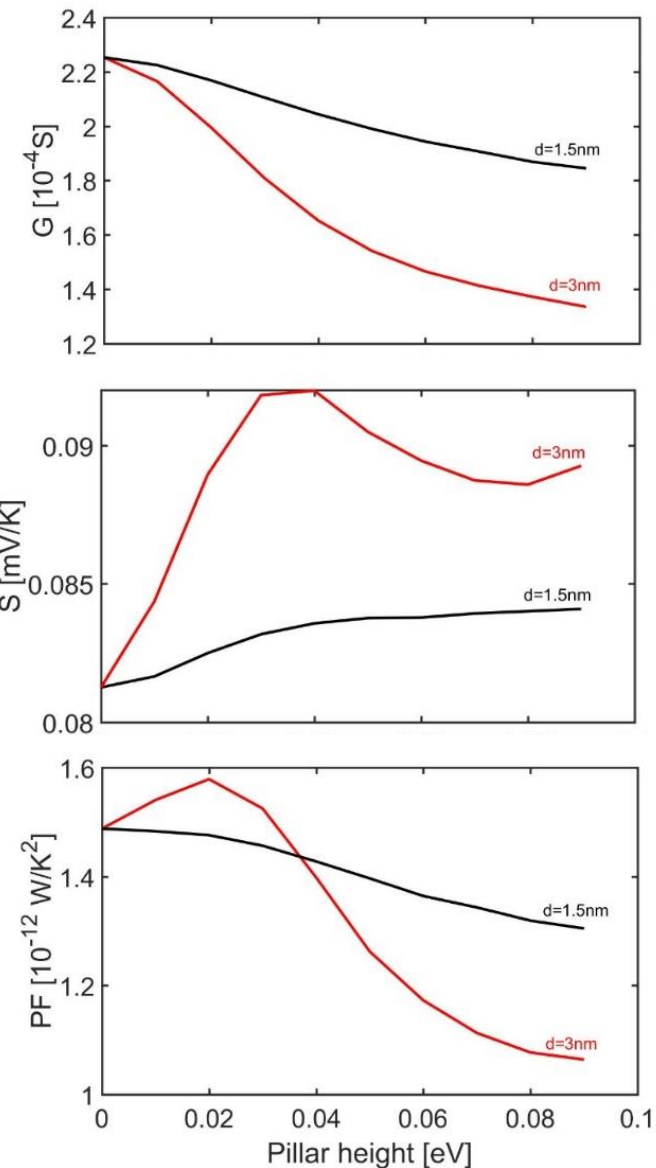 2.4
2.2
2
1.8
1.6
1.4
1.2
G [10⁻⁴S]
d=1.5nm
d=3nm
0.09
0.085
0.08
S [mV/K]
d=3nm
d=1.5nm
1.6
1.4
1.2
1
PF [10⁻¹² W/K²]
d=1.5nm
d=3nm
0 0.02 0.04 0.06 0.08 0.1
Pillar height [eV]